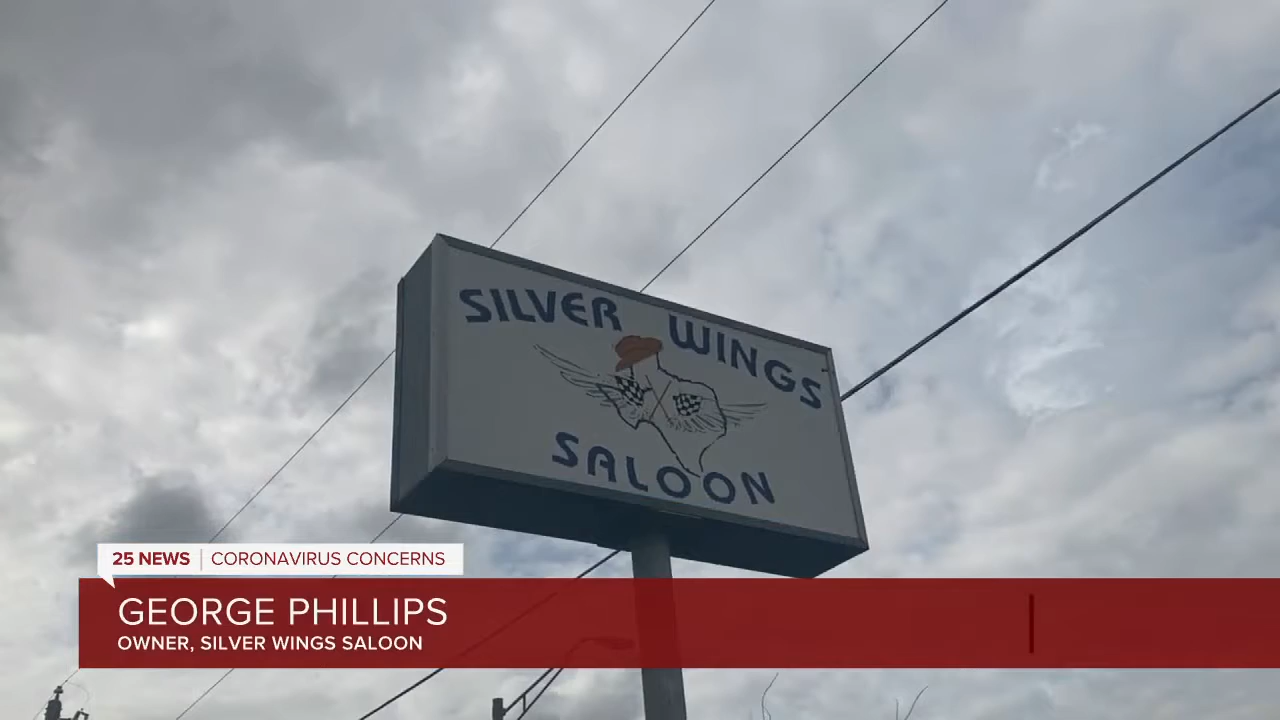 SILVER WINGS
SALOON
25 NEWS | CORONAVIRUS CONCERNS
GEORGE PHILLIPS
OWNER, SILVER WINGS SALOON